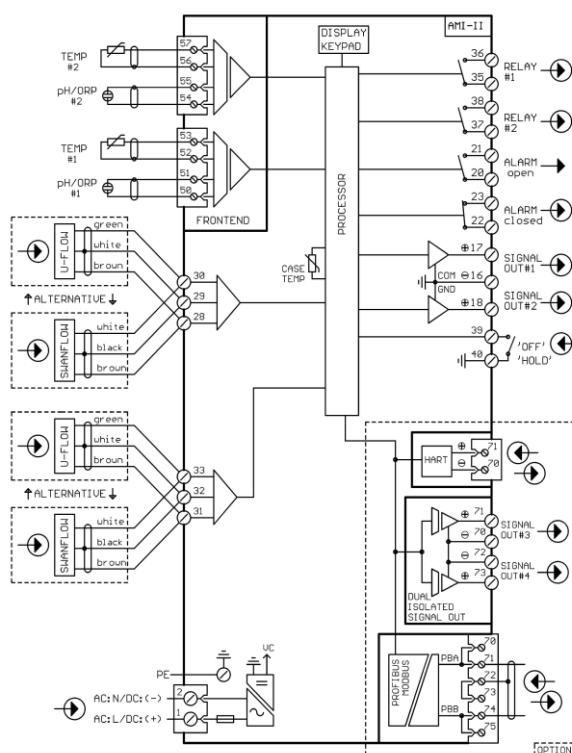 AMI-II
DISPLAY
KEYPAD
TEMP
#2
57
56
pH/ORP
#2
55
54
TEMP
#1
53
52
pH/ORP
#1
51
50
FRONTEND
PROCESSOR
CASE
TEMP
36
35
RELAY
#1
38
37
RELAY
#2
21
20
ALARM
open
23
22
ALARM
closed
⊕17
SIGNAL
OUT#1
COM ⊖16
GND
⊕18
SIGNAL
OUT#2
39
40
'OFF'
'HOLD'
U-FLOW
green
white
brown
↑ALTERNATIVE↓
SWANFLOW
white
black
brown
30
29
28
U-FLOW
green
white
brown
↑ALTERNATIVE↓
SWANFLOW
white
black
brown
33
32
31
HART
⊕ 71
⊖ 70
⊕ 71
70
⊖
⊖ 72
⊕ 73
SIGNAL
OUT#3
SIGNAL
OUT#4
DUAL
ISOLATED
SIGNAL OUT
PROFIBUS
MODBUS
PBA
PBB
70
71
72
73
74
75
PE
VC
AC:N/DC:(-)
2
AC:L/DC:(+)
1
OPTION